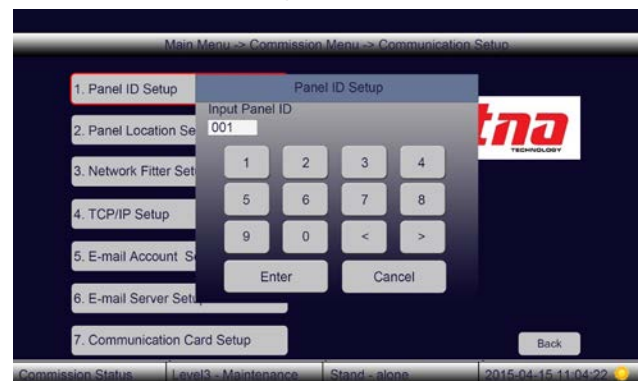 Main Menu -> Commission Menu -> Communication Setup
1. Panel ID Setup
Panel ID Setup
Input Panel ID
001
2. Panel Location Se
TECHNOLOGY
1 2 3 4
3. Network Fitter Set
5 6 7 8
4. TCP/IP Setup
9 0 < >
5. E-mail Account S
Enter Cancel
6. E-mail Server Setu
7. Communication Card Setup
Back
Commission Status Level3 - Maintenance Stand - alone 2015-04-15 11:04:22